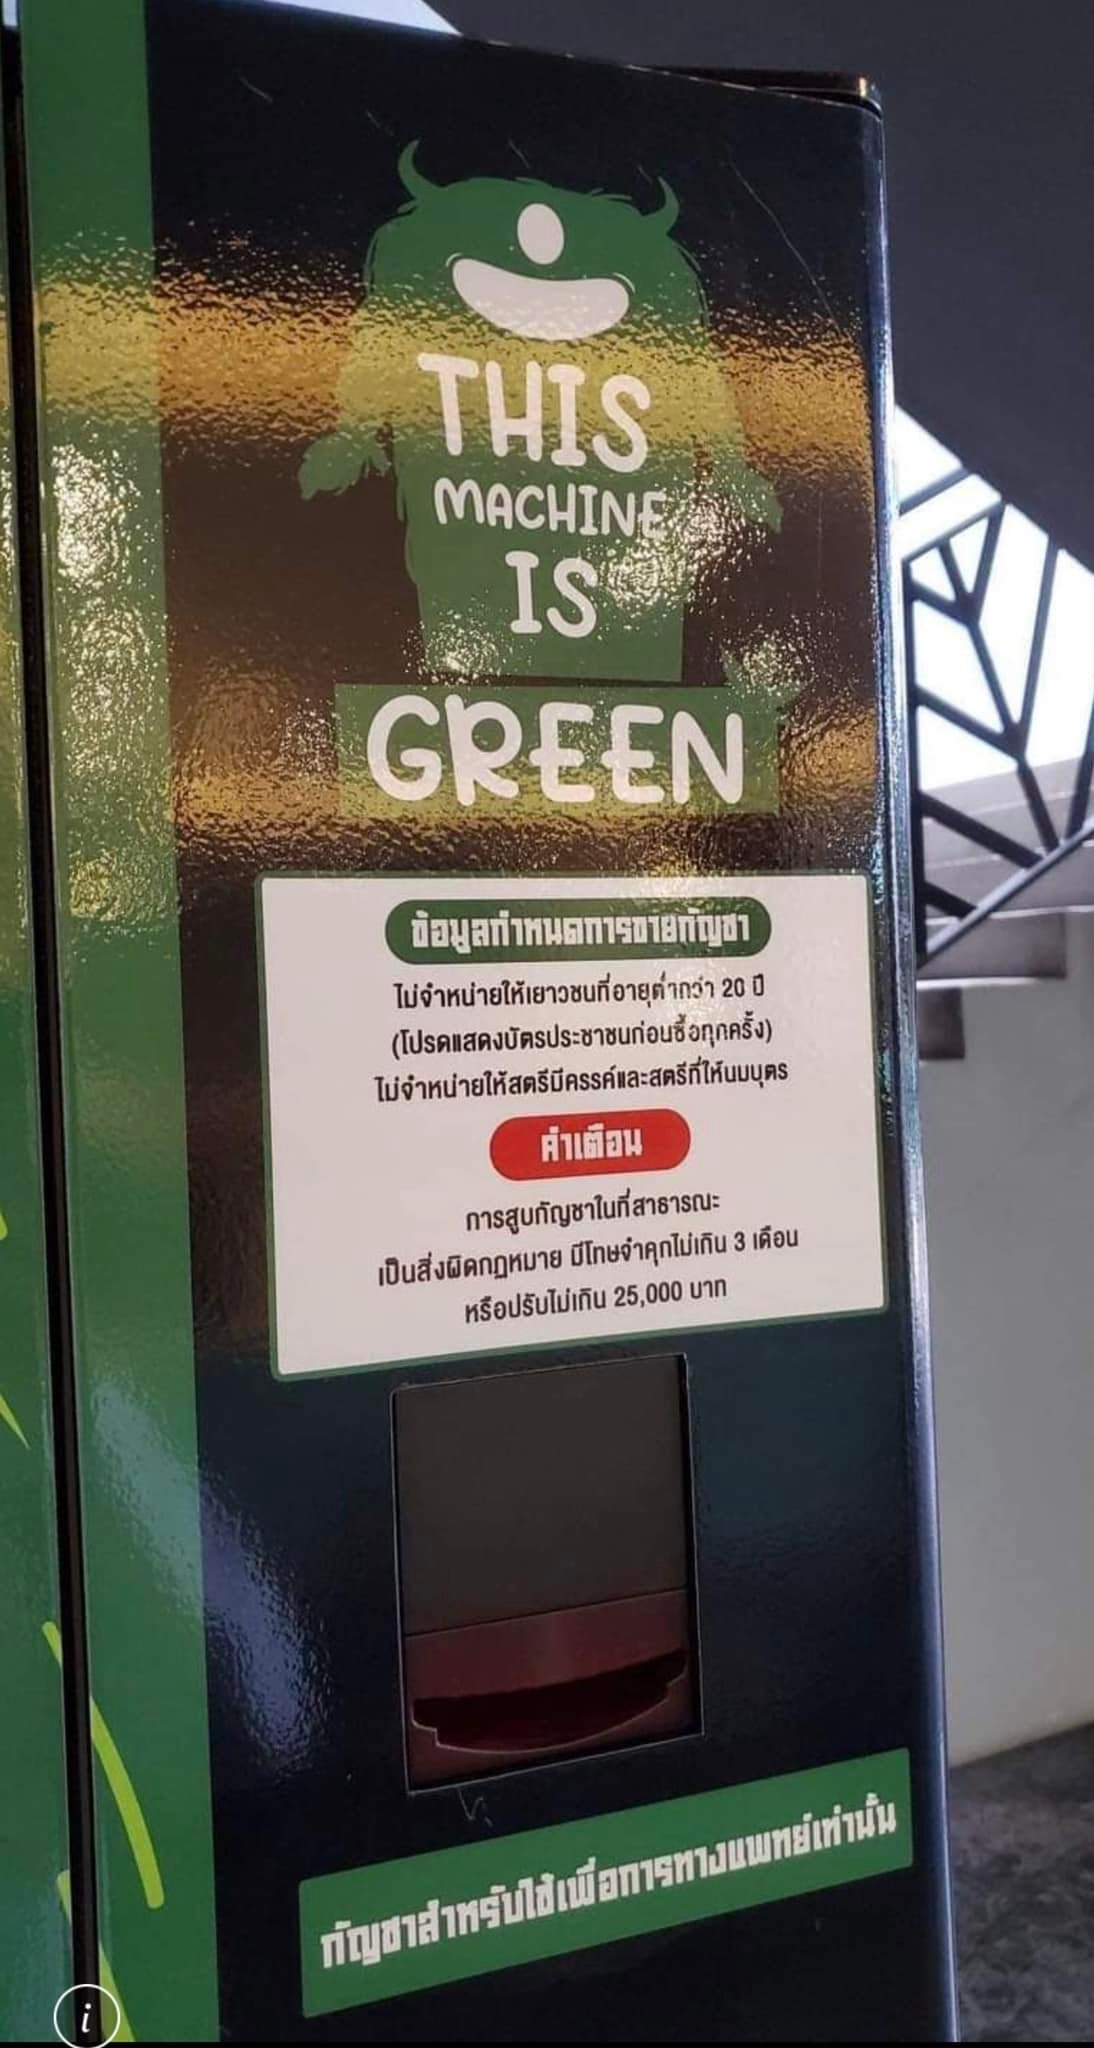 THIS
MACHINE
IS
GREEN
ข้อมูลกำหนดการขายกัญชา
ไม่จำหน่ายให้เยาวชนที่อายุต่ำกว่า 20 ปี
(โปรดแสดงบัตรประชาชนก่อนซื้อทุกครั้ง)
ไม่จำหน่ายให้สตรีมีครรค์และสตรีที่ให้นมบุตร
คำเตือน
การสูบกัญชาในที่สาธารณะ
เป็นสิ่งผิดกฎหมาย มีโทษจำคุกไม่เกิน 3 เดือน
หรือปรับไม่เกิน 25,000 บาท
กัญชาสำหรับใช้เพื่อการทางแพทย์เท่านั้น
i